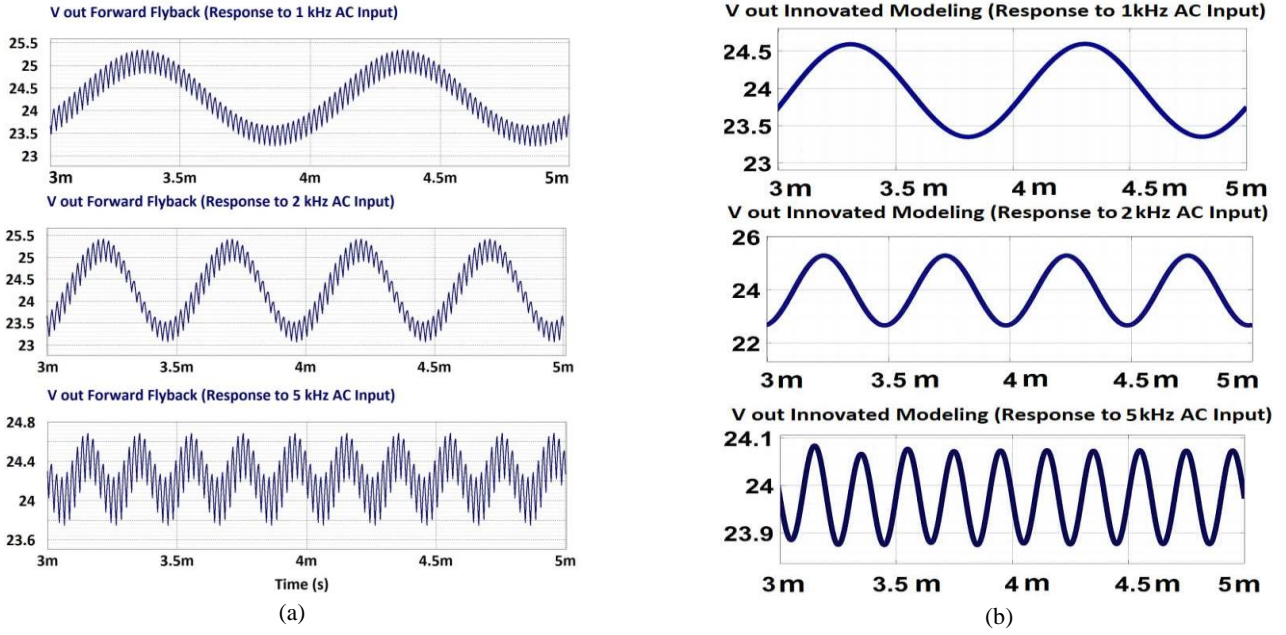 V out Forward Flyback (Response to 1 kHz AC Input)
25.5
25
24.5
24
23.5
23
3m 3.5m 4m 4.5m 5m
V out Forward Flyback (Response to 2 kHz AC Input)
25.5
25
24.5
24
23.5
23
3m 3.5m 4m 4.5m 5m
V out Forward Flyback (Response to 5 kHz AC Input)
24.8
24.4
24
23.6
3m 3.5m 4m 4.5m 5m
Time (s)
(a)
V out Innovated Modeling (Response to 1kHz AC Input)
24.5
24
23.5
23
3m 3.5 m 4 m 4.5 m 5 m
V out Innovated Modeling (Response to 2kHz AC Input)
26
24
22
3 m 3.5 m 4 m 4.5 m 5 m
V out Innovated Modeling (Response to 5kHz AC Input)
24.1
24
23.9
3 m 3.5 m 4 m 4.5 m 5 m
(b)